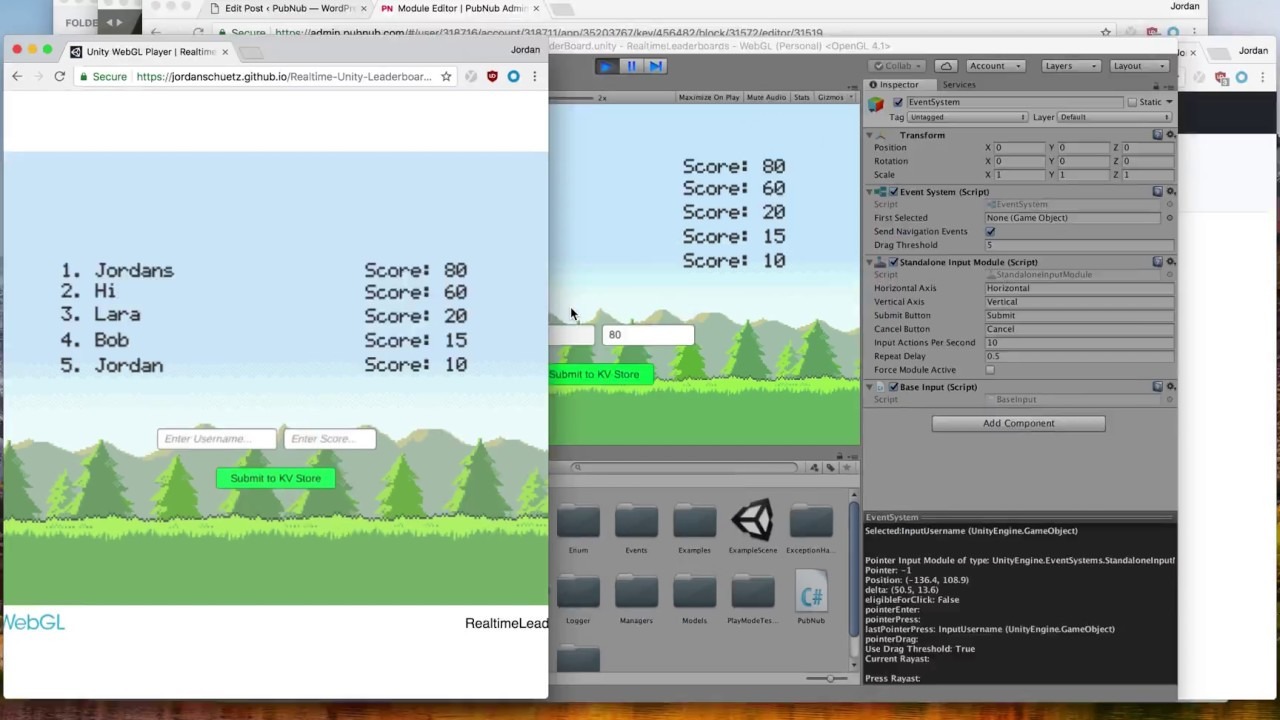 Edit Post ‹ PubNub — WordPr
Module Editor | PubNub Admin
Jordan
FOLDE
Secure https://admin.pubnub.com/#/user/318716/account/318711/app/35203767/key/456482/block/31572/editor/31519
Unity WebGL Player | Realtime
Jordan
derBoard.unity - RealtimeLeaderboards - WebGL (Personal) <OpenGL 4.1>
Jordan
Secure https://jordanschuetz.github.io/Realtime-Unity-Leaderboar...
Collab
Account
Layers
Layout
Inspector
Services
2x
Maximize On Play
Mute Audio
Stats
Gizmos
EventSystem
Static
Tag Untagged
Layer Default
Transform
Position X 0 Y 0 Z 0
Rotation X 0 Y 0 Z 0
Scale X 1 Y 1 Z 1
Event System (Script)
Script EventSystem
First Selected None (Game Object)
Send Navigation Events
Drag Threshold 5
Standalone Input Module (Script)
Script StandaloneInputModule
Horizontal Axis Horizontal
Vertical Axis Vertical
Submit Button Submit
Cancel Button Cancel
Input Actions Per Second 10
Repeat Delay 0.5
Force Module Active
Base Input (Script)
Script BaseInput
Add Component
Score: 80
Score: 60
Score: 20
Score: 15
Score: 10
80
Submit to KV Store
1. Jordans Score: 80
2. Hi Score: 60
3. Lara Score: 20
4. Bob Score: 15
5. Jordan Score: 10
Enter Username...
Enter Score...
Submit to KV Store
WebGL
RealtimeLead
Enum
Events
Examples
ExampleScene
ExceptionHa...
C#
Logger
Managers
Models
PlayModeTes...
PubNub
EventSystem
Selected:InputUsername (UnityEngine.GameObject)
Pointer Input Module of type: UnityEngine.EventSystems.StandaloneInputM
Pointer: -1
Position: (-136.4, 108.9)
delta: (50.5, 13.6)
eligibleForClick: False
pointerEnter:
pointerPress:
lastPointerPress: InputUsername (UnityEngine.GameObject)
pointerDrag:
Use Drag Threshold: True
Current Rayast:
Press Rayast: